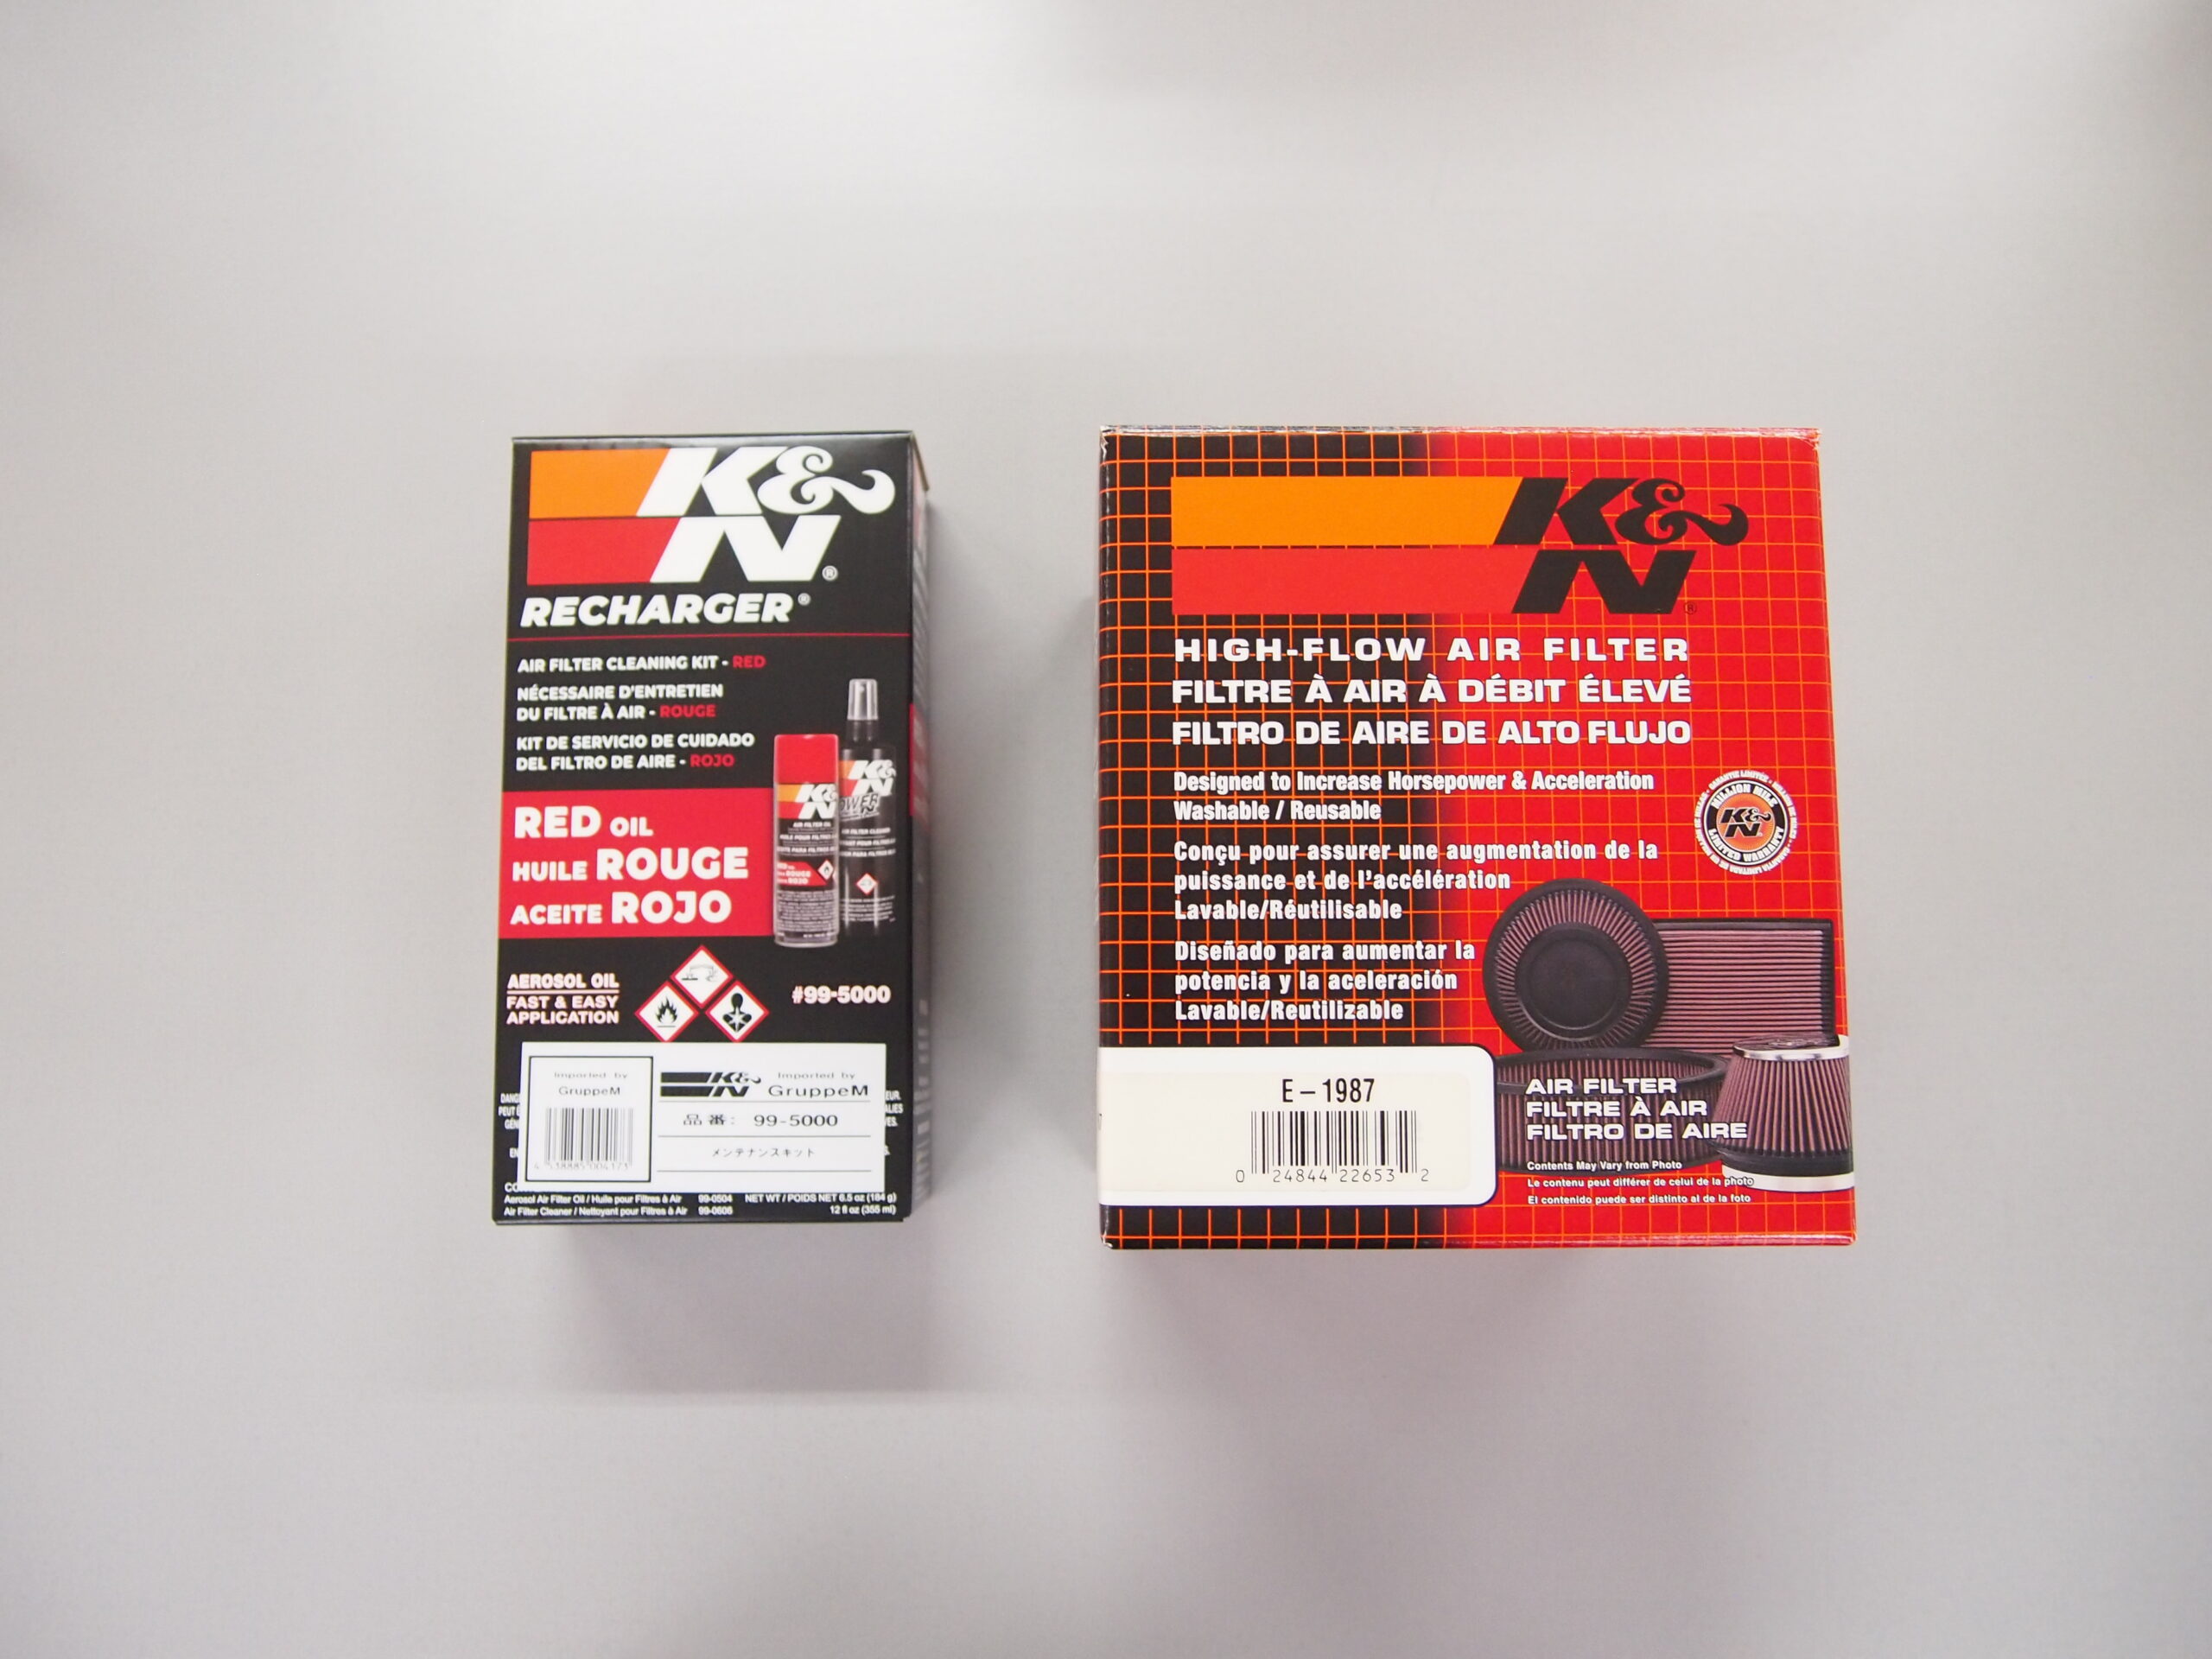 K&
N®
RECHARGER®
AIR FILTER CLEANING KIT - RED
NÉCESSAIRE D'ENTRETIEN
DU FILTRE À AIR - ROUGE
KIT DE SERVICIO DE CUIDADO
DEL FILTRO DE AIRE - ROJO
RED OIL
HUILE ROUGE
ACEITE ROJO
K&N
AIR FILTER OIL
K&N
AIR FILTER CLEANER
AEROSOL OIL
FAST & EASY
APPLICATION
#99-5000
Imported by
GruppeM
K&N
Imported by
GruppeM
品番: 99-5000
メンテナンスキット
Aerosol Air Filter Oil / Huile pour Filtres à Air 99-0504 NET WT / POIDS NET 6.5 oz (184 g)
Air Filter Cleaner / Nettoyant pour Filtres à Air 99-0606 12 fl oz (355 ml)
K&
N®
HIGH-FLOW AIR FILTER
FILTRE À AIR À DÉBIT ÉLEVÉ
FILTRO DE AIRE DE ALTO FLUJO
Designed to Increase Horsepower & Acceleration
Washable / Reusable
Conçu pour assurer une augmentation de la
puissance et de l'accélération
Lavable/Réutilisable
Diseñado para aumentar la
potencia y la aceleración
Lavable/Reutilizable
MILLION MILE
K&N
LIMITED WARRANTY
E-1987
0 24844 22653 2
AIR FILTER
FILTRE À AIR
FILTRO DE AIRE
Contents May Vary from Photo
Le contenu peut différer de celui de la photo
El contenido puede ser distinto al de la foto